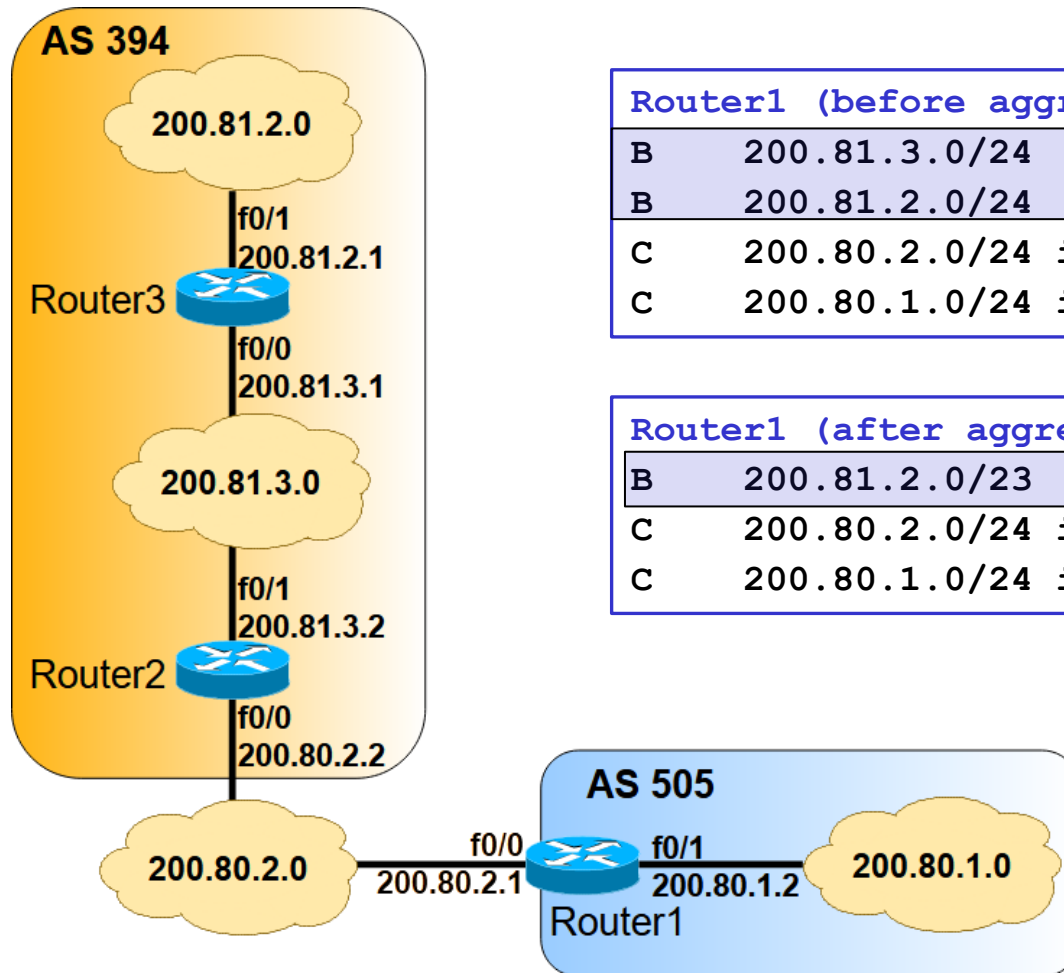 AS 394
200.81.2.0
f0/1
200.81.2.1
Router3
f0/0
200.81.3.1
200.81.3.0
f0/1
200.81.3.2
Router2
f0/0
200.80.2.2
200.80.2.0
AS 505
f0/0
200.80.2.1
f0/1
200.80.1.2
Router1
200.80.1.0
Router1 (before aggr
B 200.81.3.0/24
B 200.81.2.0/24
C 200.80.2.0/24 i
C 200.80.1.0/24 i
Router1 (after aggre
B 200.81.2.0/23
C 200.80.2.0/24 i
C 200.80.1.0/24 i